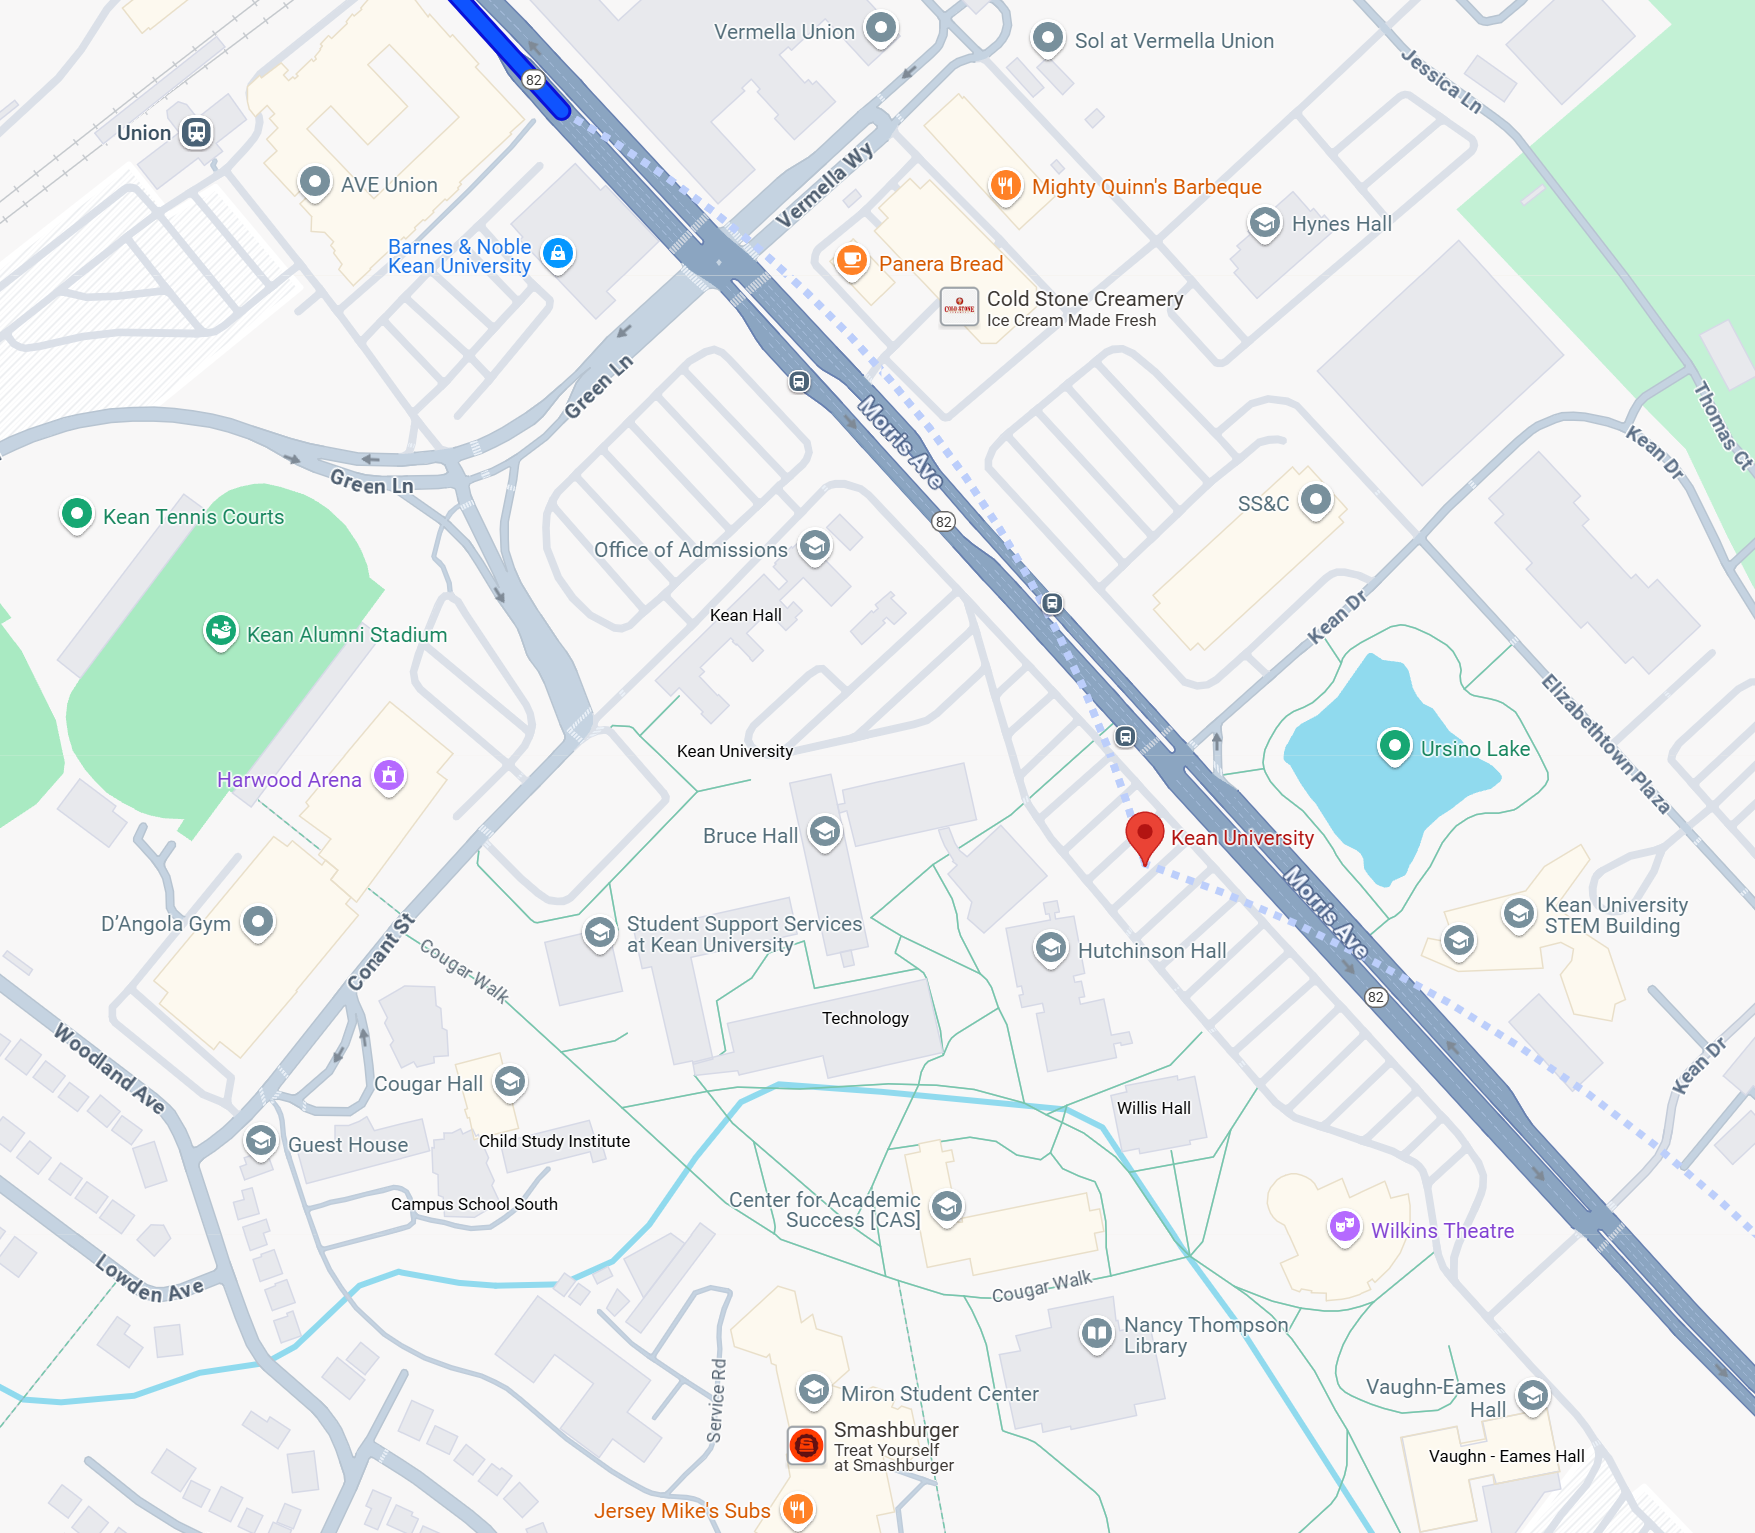 Vermella Union
Sol at Vermella Union
Jessica Ln
82
Union
AVE Union
Vermella Wy
Mighty Quinn's Barbeque
Hynes Hall
Barnes & Noble
Kean University
Panera Bread
COLD STONE
Cold Stone Creamery
Ice Cream Made Fresh
Green Ln
Morris Ave
Thomas Ct
Kean Dr
Green Ln
Kean Tennis Courts
SS&C
82
Office of Admissions
Kean Hall
Kean Dr
Kean Alumni Stadium
Elizabethtown Plaza
Kean University
Ursino Lake
Harwood Arena
Bruce Hall
Kean University
Morris Ave
D'Angola Gym
Conant St
Cougar Walk
Student Support Services
at Kean University
Hutchinson Hall
Kean University
STEM Building
82
Technology
Woodland Ave
Kean Dr
Cougar Hall
Willis Hall
Guest House
Child Study Institute
Campus School South
Center for Academic
Success [CAS]
Wilkins Theatre
Lowden Ave
Cougar Walk
Nancy Thompson
Library
Service Rd
Miron Student Center
Vaughn-Eames
Hall
Smashburger
Treat Yourself
at Smashburger
Vaughn - Eames Hall
Jersey Mike's Subs